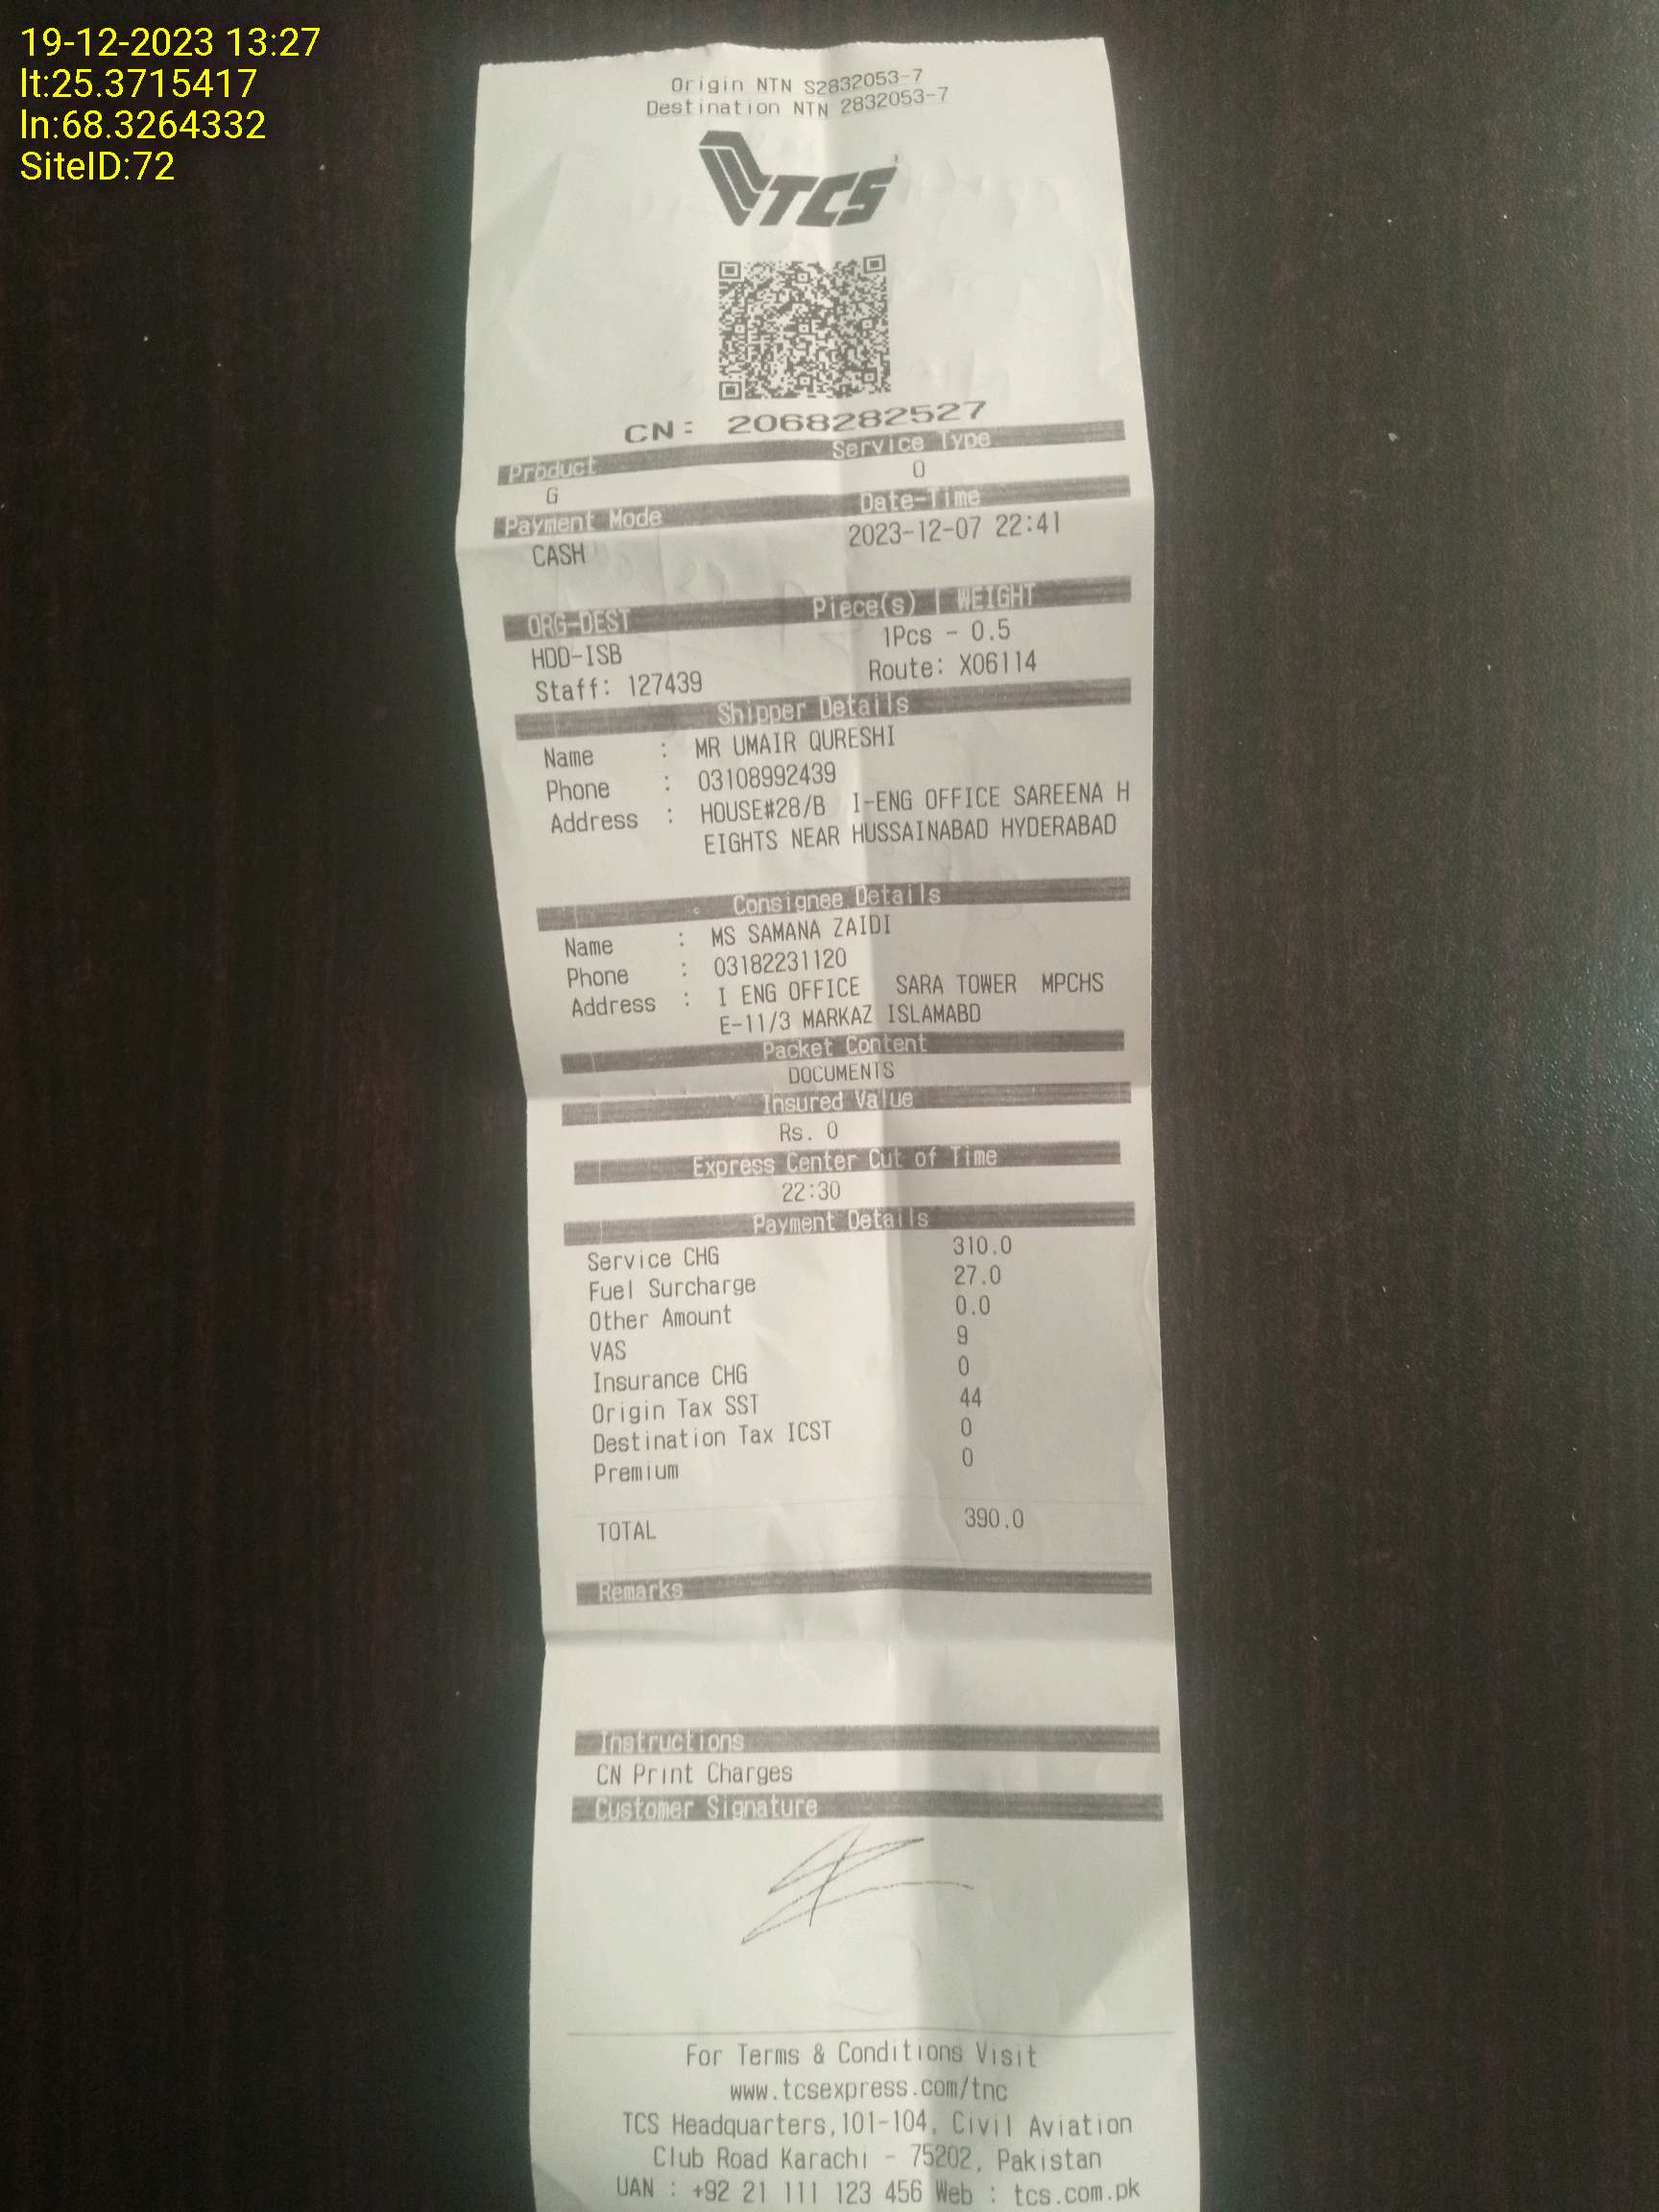 19-12-2023 13:27
lt:25.3715417
ln:68.3264332
SiteID:72
Origin NTN S2832053-7
Destination NTN 2832053-7
TCS
CN: 2068282527
Product Service Type
G O
Payment Mode Date-Time
CASH 2023-12-07 22:41
ORG-DEST Piece(s) | WEIGHT
HDD-ISB 1Pcs - 0.5
Staff: 127439 Route: X06114
Shipper Details
Name : MR UMAIR QURESHI
Phone : 03108992439
Address : HOUSE#28/B I-ENG OFFICE SAREENA H
EIGHTS NEAR HUSSAINABAD HYDERABAD
Consignee Details
Name : MS SAMANA ZAIDI
Phone : 03182231120
Address : I ENG OFFICE SARA TOWER MPCHS
E-11/3 MARKAZ ISLAMABD
Packet Content
DOCUMENTS
Insured Value
Rs. 0
Express Center Cut of Time
22:30
Payment Details
Service CHG 310.0
Fuel Surcharge 27.0
Other Amount 0.0
VAS 9
Insurance CHG 0
Origin Tax SST 44
Destination Tax ICST 0
Premium 0
TOTAL 390.0
Remarks
Instructions
CN Print Charges
Customer Signature
For Terms & Conditions Visit
www.tcsexpress.com/tnc
TCS Headquarters,101-104, Civil Aviation
Club Road Karachi - 75202, Pakistan
UAN : +92 21 111 123 456 Web : tcs.com.pk